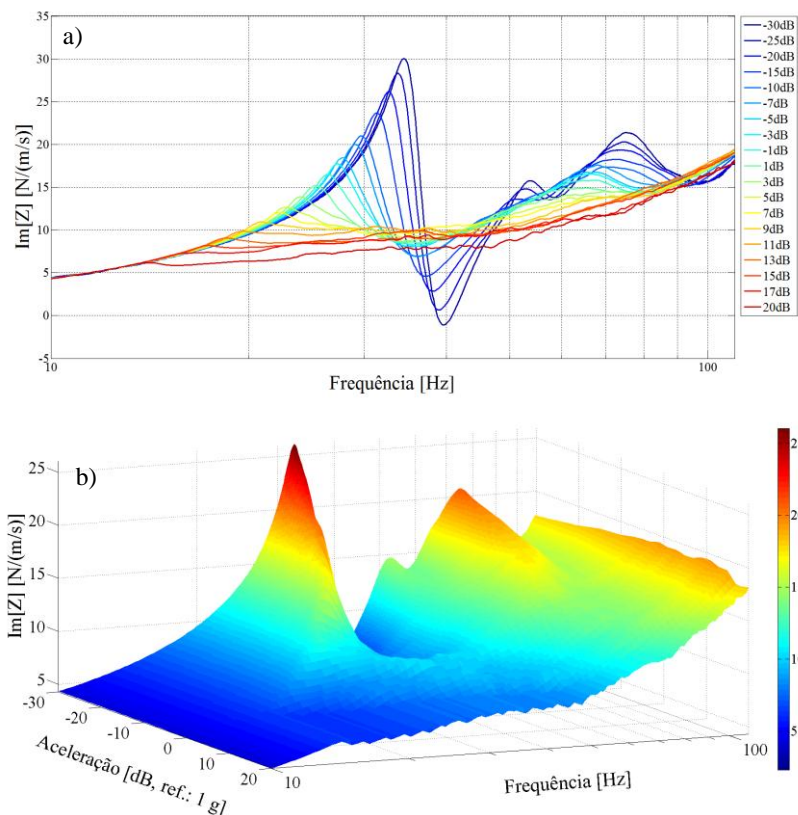 a)
35
30
25
20
15
10
5
0
-5
10
100
Im[Z] [N/(m/s)]
Frequência [Hz]
-30dB
-25dB
-20dB
-15dB
-10dB
-7dB
-5dB
-3dB
-1dB
1dB
3dB
5dB
7dB
9dB
11dB
13dB
15dB
17dB
20dB
b)
25
20
15
10
5
Im[Z] [N/(m/s)]
-30
-20
-10
0
10
20
Aceleração [dB, ref.: 1 g]
10
100
Frequência [Hz]
2
2
1
1
5